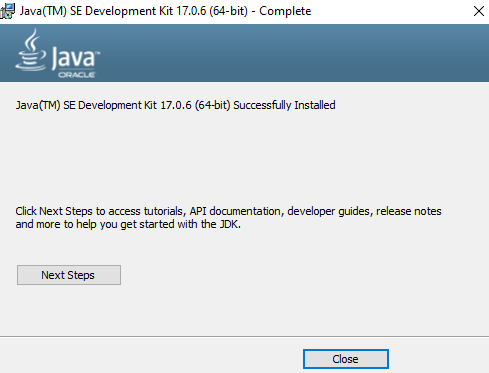 Java(TM) SE Development Kit 17.0.6 (64-bit) - Complete
Java™
ORACLE
Java(TM) SE Development Kit 17.0.6 (64-bit) Successfully Installed
Click Next Steps to access tutorials, API documentation, developer guides, release notes
and more to help you get started with the JDK.
Next Steps
Close